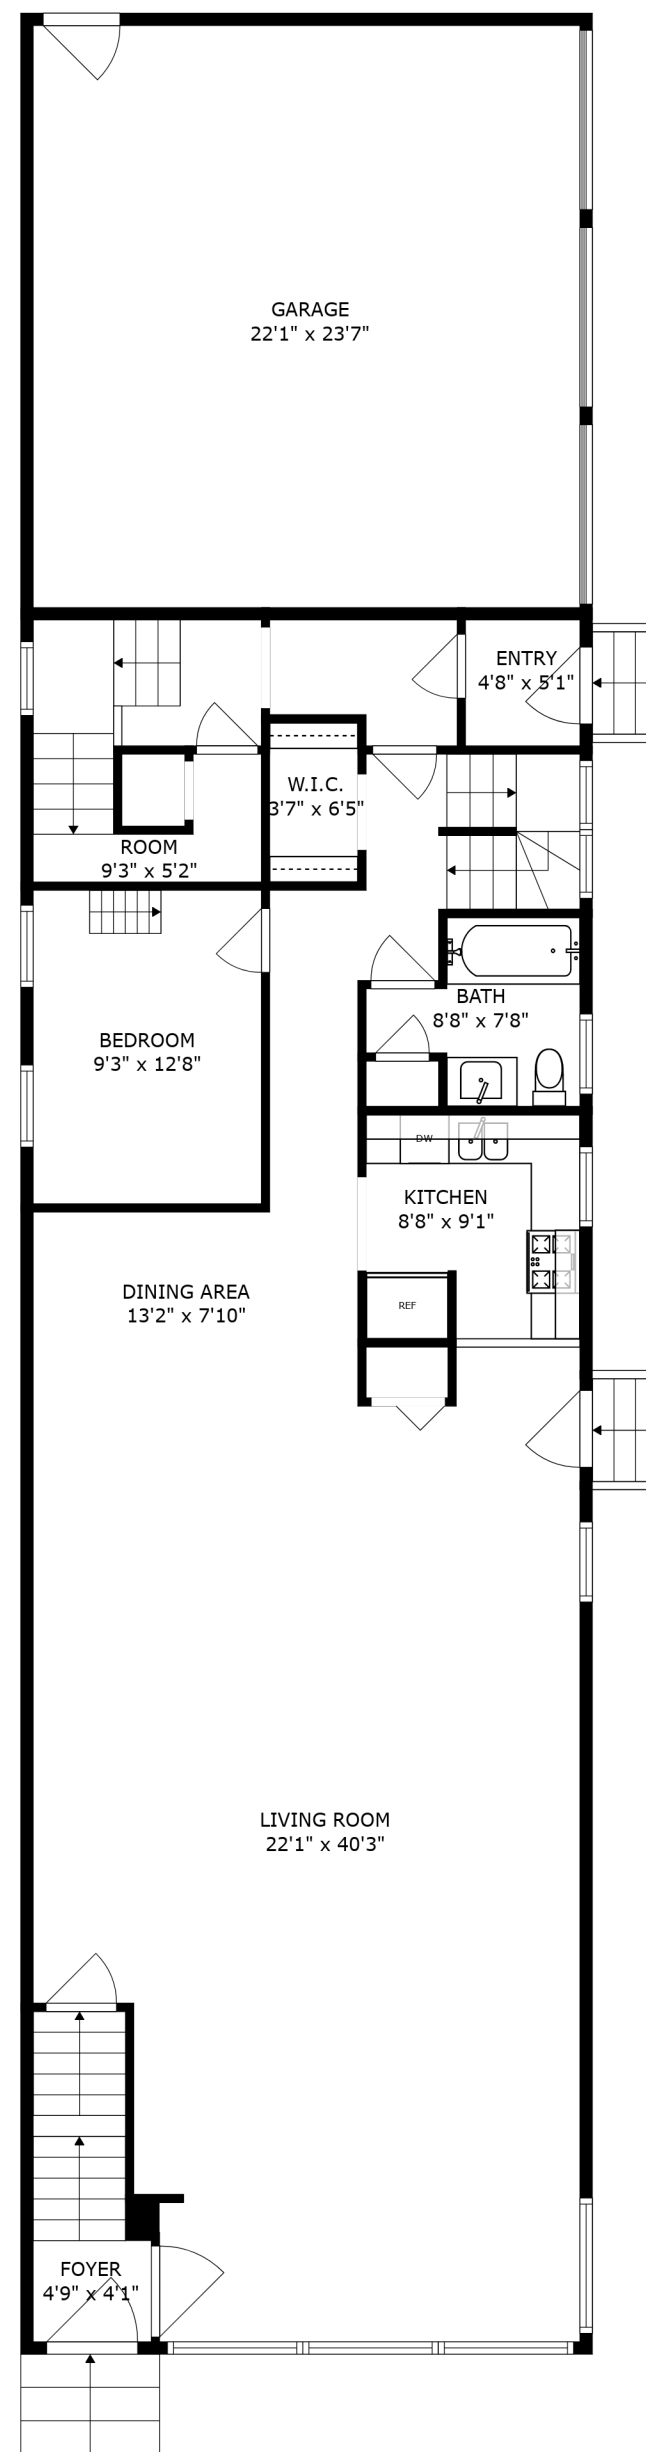 GARAGE
22'1" x 23'7"
ENTRY
4'8" x 5'1"
W.I.C.
3'7" x 6'5"
ROOM
9'3" x 5'2"
BATH
8'8" x 7'8"
BEDROOM
9'3" x 12'8"
DW
KITCHEN
8'8" x 9'1"
DINING AREA
13'2" x 7'10"
REF
LIVING ROOM
22'1" x 40'3"
FOYER
4'9" x 4'1"